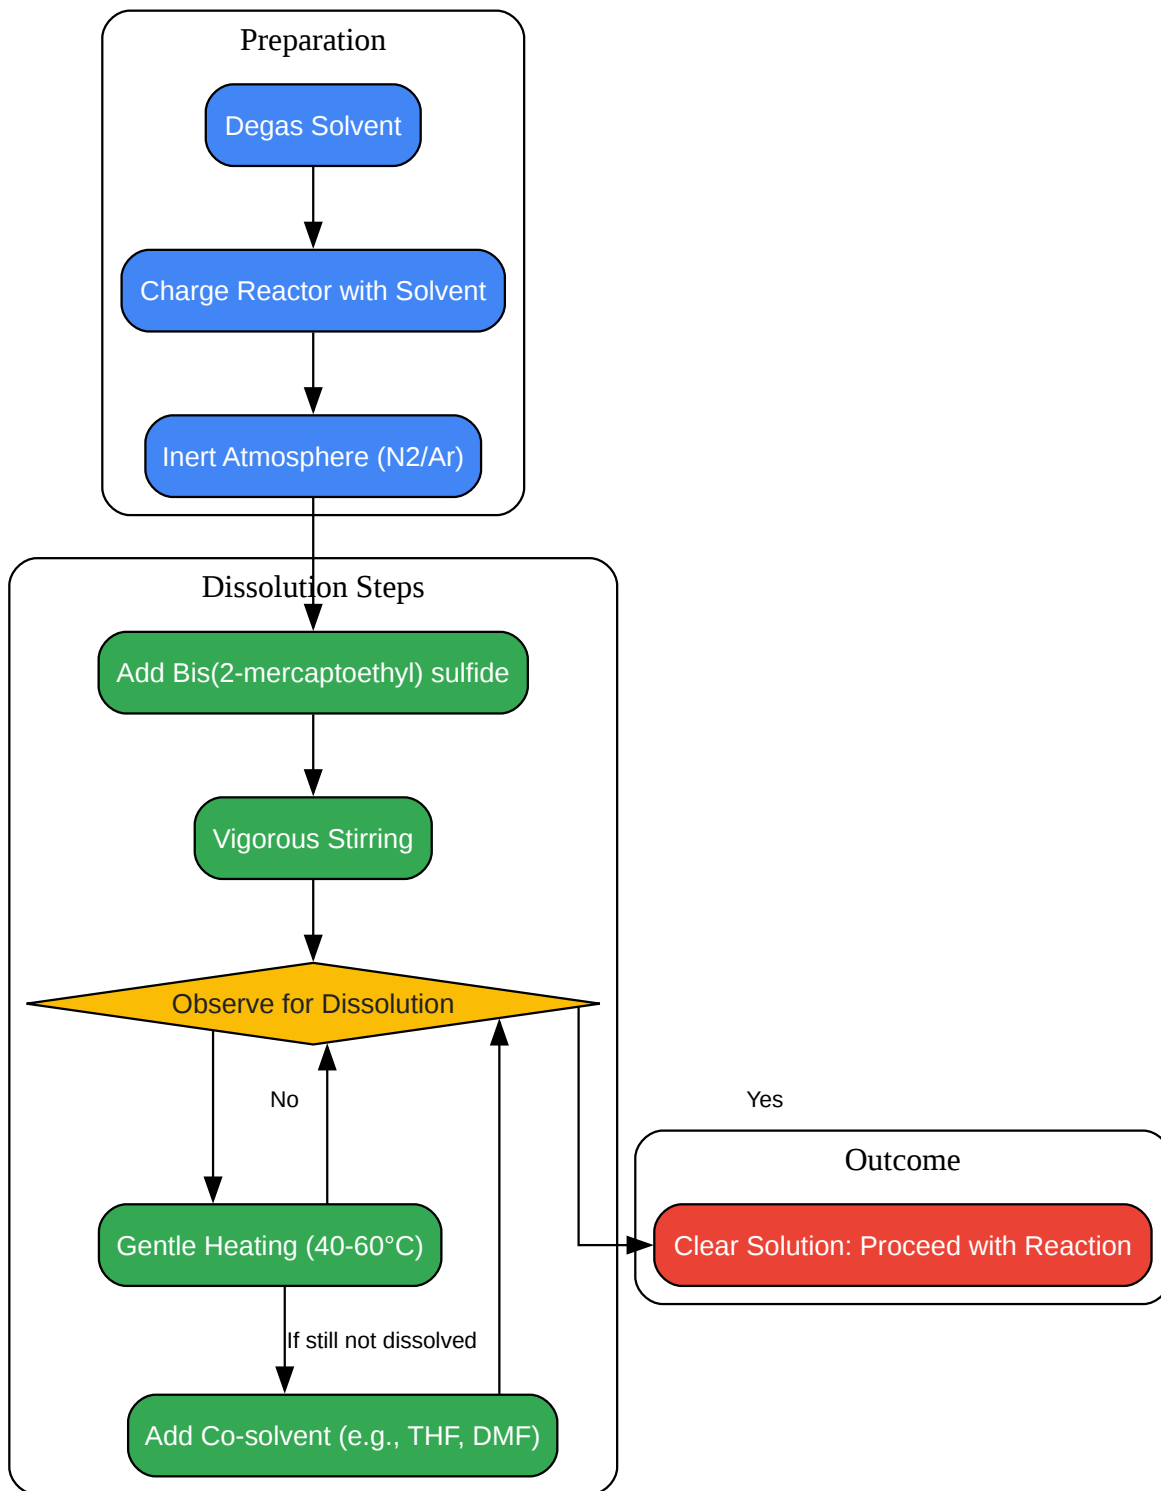 Preparation
Degas Solvent
Charge Reactor with Solvent
Inert Atmosphere (N2/Ar)
Dissolution Steps
Add Bis(2-mercaptoethyl) sulfide
Vigorous Stirring
Observe for Dissolution
No
Yes
Outcome
Gentle Heating (40-60°C)
Clear Solution: Proceed with Reaction
If still not dissolved
Add Co-solvent (e.g., THF, DMF)